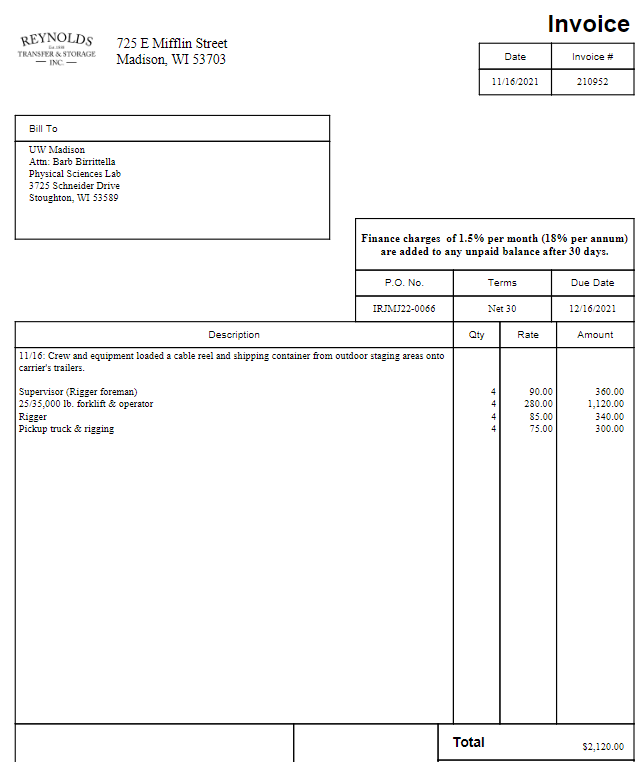 Invoice
REYNOLDS
Est. 1888
TRANSFER & STORAGE
INC.
725 E Mifflin Street
Madison, WI 53703
Date Invoice #
11/16/2021 210952
Bill To
UW Madison
Attn: Barb Birrittella
Physical Sciences Lab
3725 Schneider Drive
Stoughton, WI 53589
Finance charges of 1.5% per month (18% per annum)
are added to any unpaid balance after 30 days.
P.O. No. Terms Due Date
IRJMJ22-0066 Net 30 12/16/2021
Description Qty Rate Amount
11/16: Crew and equipment loaded a cable reel and shipping container from outdoor staging areas onto
carrier's trailers.
Supervisor (Rigger foreman) 4 90.00 360.00
25/35,000 lb. forklift & operator 4 280.00 1,120.00
Rigger 4 85.00 340.00
Pickup truck & rigging 4 75.00 300.00
Total $2,120.00